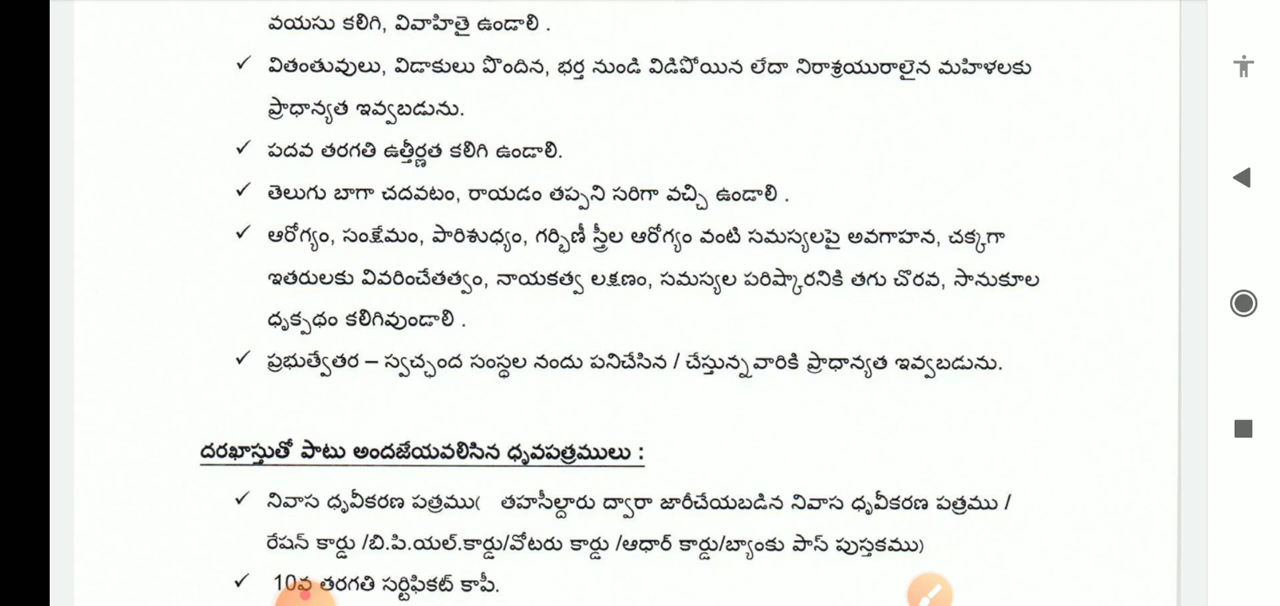 వయసు కలిగి, వివాహితై ఉండాలి .
✓ వితంతువులు, విడాకులు పొందిన, భర్త నుండి విడిపోయిన లేదా నిరాశ్రయురాలైన మహిళలకు
ప్రాధాన్యత ఇవ్వబడును.
✓ పదవ తరగతి ఉత్తీర్ణత కలిగి ఉండాలి.
✓ తెలుగు బాగా చదవటం, రాయడం తప్పని సరిగా వచ్చి ఉండాలి .
✓ ఆరోగ్యం, సంక్షేమం, పారిశుధ్యం, గర్భిణీ స్త్రీల ఆరోగ్యం వంటి సమస్యలపై అవగాహన, చక్కగా
ఇతరులకు వివరించేతత్వం, నాయకత్వ లక్షణం, సమస్యల పరిష్కారనికి తగు చొరవ, సానుకూల
ధృక్పథం కలిగివుండాలి .
✓ ప్రభుత్వేతర – స్వచ్ఛంద సంస్థల నందు పనిచేసిన / చేస్తున్న వారికి ప్రాధాన్యత ఇవ్వబడును.
దరఖాస్తుతో పాటు అందజేయవలిసిన ధృవపత్రములు :
✓ నివాస ధృవీకరణ పత్రము( తహసీల్దారు ద్వారా జారీచేయబడిన నివాస ధృవీకరణ పత్రము /
రేషన్ కార్డు /బి.పి.యల్.కార్డు/వోటరు కార్డు /ఆధార్ కార్డు/బ్యాంకు పాస్ పుస్తకము)
✓ 10వ తరగతి సర్టిఫికట్ కాపీ.